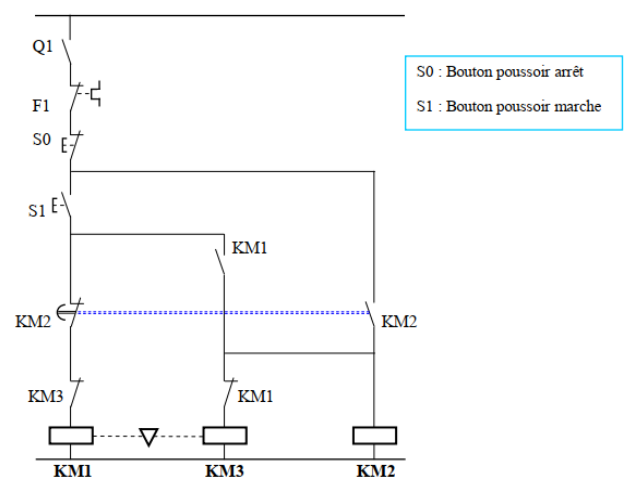 Q1
F1
S0
S0 : Bouton poussoir arrêt
S1 : Bouton poussoir marche
S1
KM1
KM2
KM2
KM3
KM1
KM1
KM3
KM2